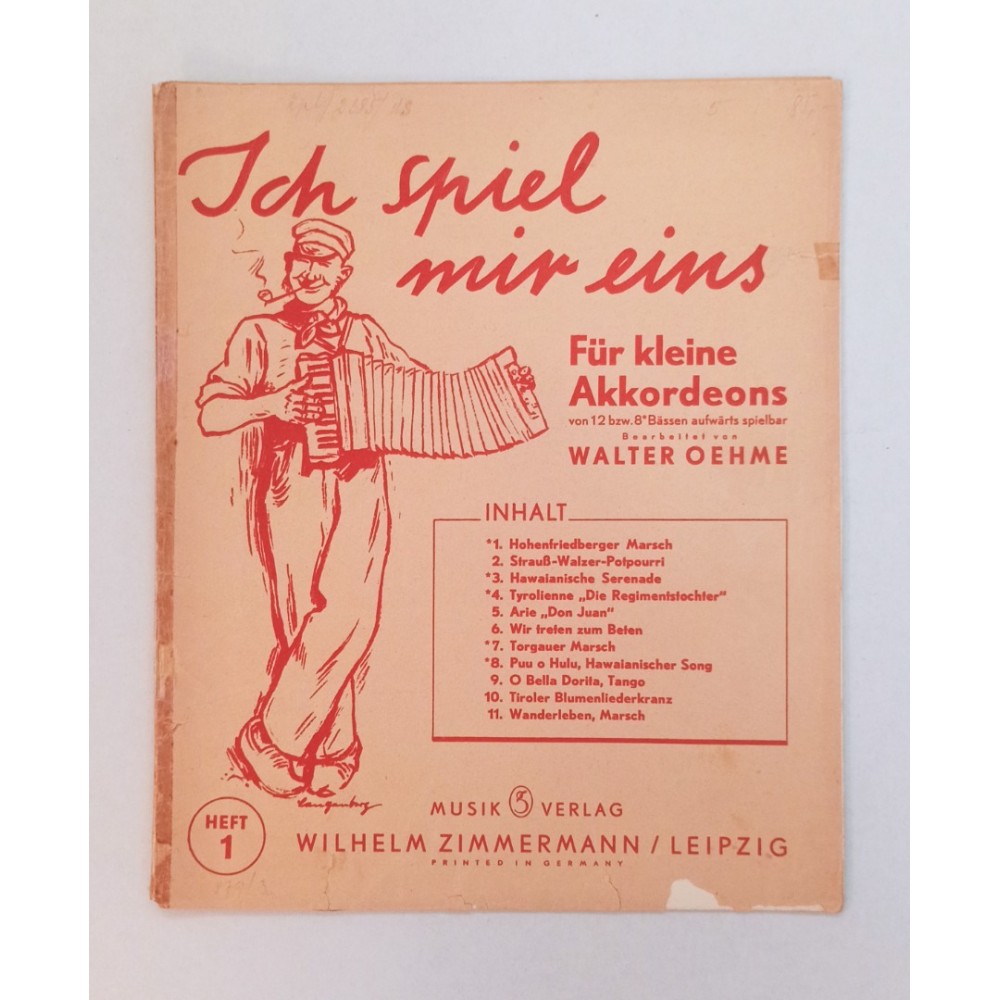 Ich spiel
mir eins
Für kleine
Akkordeons
von 12 bzw. 8* Bässen aufwärts spielbar
Bearbeitet von
WALTER OEHME
INHALT
*1. Hohenfriedberger Marsch
2. Strauß-Walzer-Potpourri
*3. Hawaianische Serenade
*4. Tyrolienne „Die Regimentstochter"
5. Arie „Don Juan"
6. Wir treten zum Beten
*7. Torgauer Marsch
*8. Puu o Hulu, Hawaianischer Song
9. O Bella Dorita, Tango
10. Tiroler Blumenliederkranz
11. Wanderleben, Marsch
Langenberg
HEFT
1
MUSIK Z VERLAG
WILHELM ZIMMERMANN / LEIPZIG
PRINTED IN GERMANY